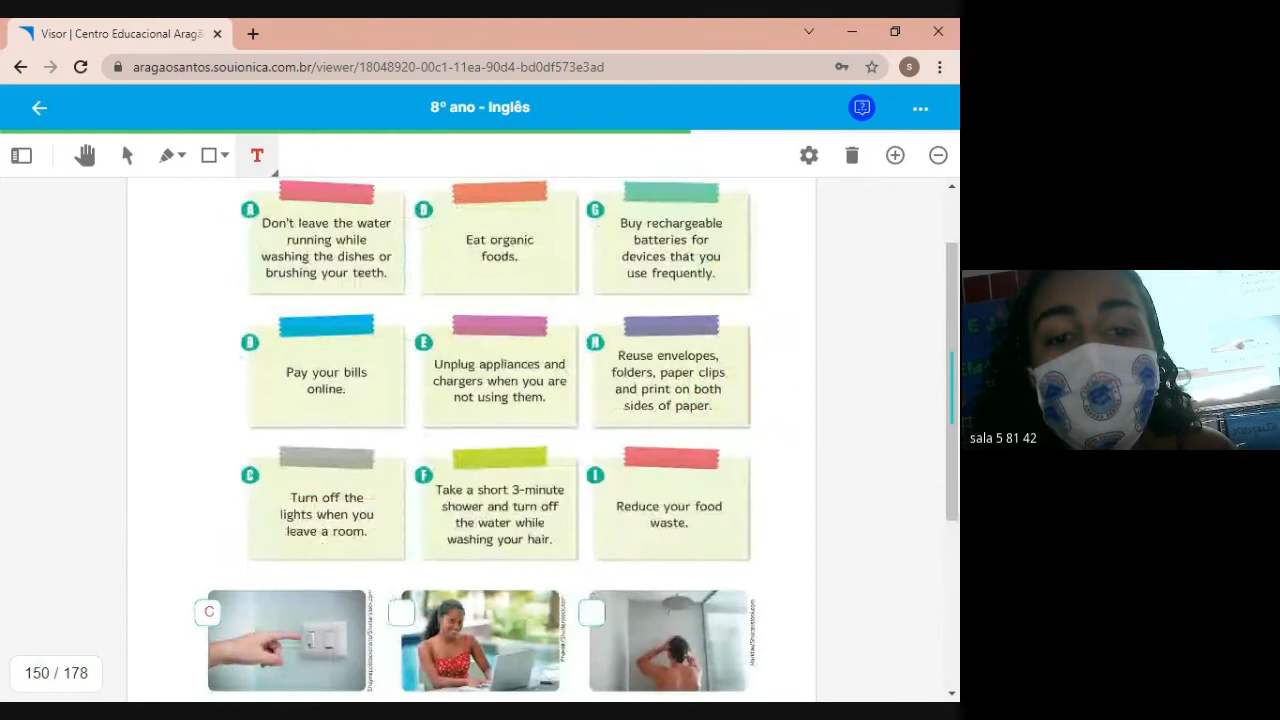 Visor | Centro Educacional Aragã
aragaosantos.souionica.com.br/viewer/18048920-00c1-11ea-90d4-bd0df573e3ad
s
8º ano - Inglês
T
A
Don't leave the water
running while
washing the dishes or
brushing your teeth.
D
Eat organic
foods.
G
Buy rechargeable
batteries for
devices that you
use frequently.
B
Pay your bills
online.
E
Unplug appliances and
chargers when you are
not using them.
H
Reuse envelopes,
folders, paper clips
and print on both
sides of paper.
C
Turn off the
lights when you
leave a room.
F
Take a short 3-minute
shower and turn off
the water while
washing your hair.
I
Reduce your food
waste.
C
150 / 178
sala 5 81 42